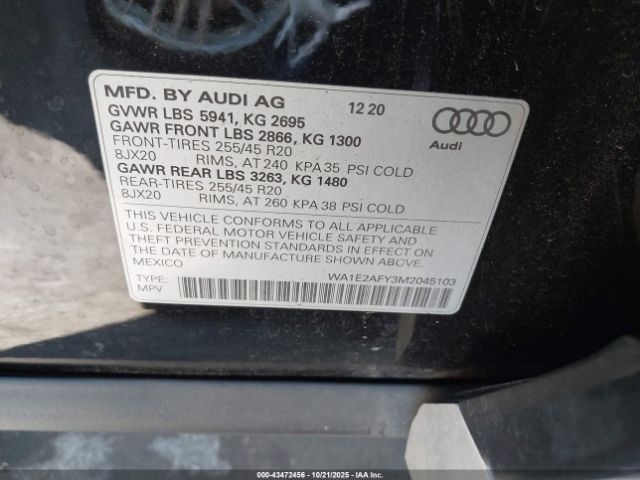 MFD. BY AUDI AG 12 20
GVWR LBS 5941, KG 2695
GAWR FRONT LBS 2866, KG 1300
FRONT-TIRES 255/45 R20
8JX20 RIMS, AT 240 KPA 35 PSI COLD
GAWR REAR LBS 3263, KG 1480
REAR-TIRES 255/45 R20
8JX20 RIMS, AT 260 KPA 38 PSI COLD
Audi
THIS VEHICLE CONFORMS TO ALL APPLICABLE
U.S. FEDERAL MOTOR VEHICLE SAFETY AND
THEFT PREVENTION STANDARDS IN EFFECT ON
THE DATE OF MANUFACTURE SHOWN ABOVE.
MEXICO
WA1E2AFY3M2045103
TYPE:
MPV
000-43472456 - 10/21/2025 - IAAI.COM